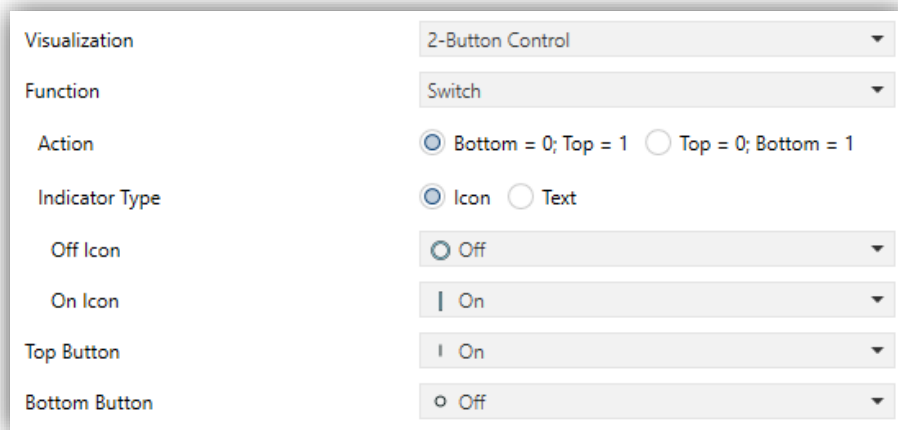 Visualization 2-Button Control
Function Switch
Action Bottom = 0; Top = 1 Top = 0; Bottom = 1
Indicator Type Icon Text
Off Icon Off
On Icon On
Top Button On
Bottom Button Off